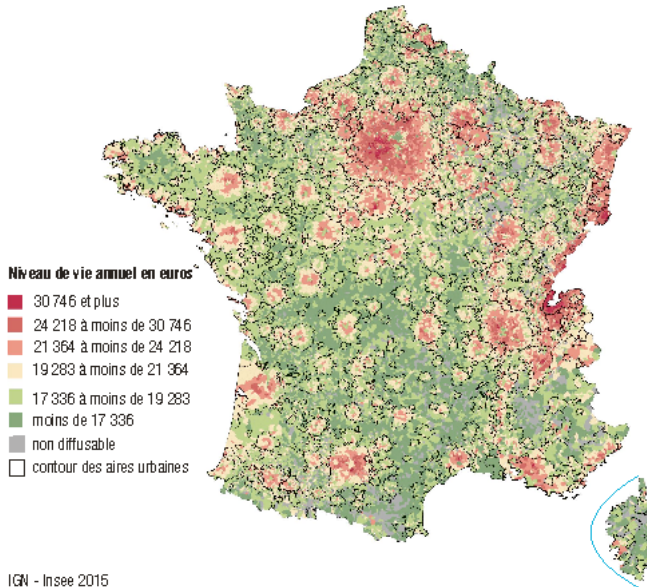 Niveau de vie annuel en euros
30 746 et plus
24 218 à moins de 30 746
21 364 à moins de 24 218
19 283 à moins de 21 364
17 336 à moins de 19 283
moins de 17 336
non diffusable
contour des aires urbaines
IGN - Insee 2015